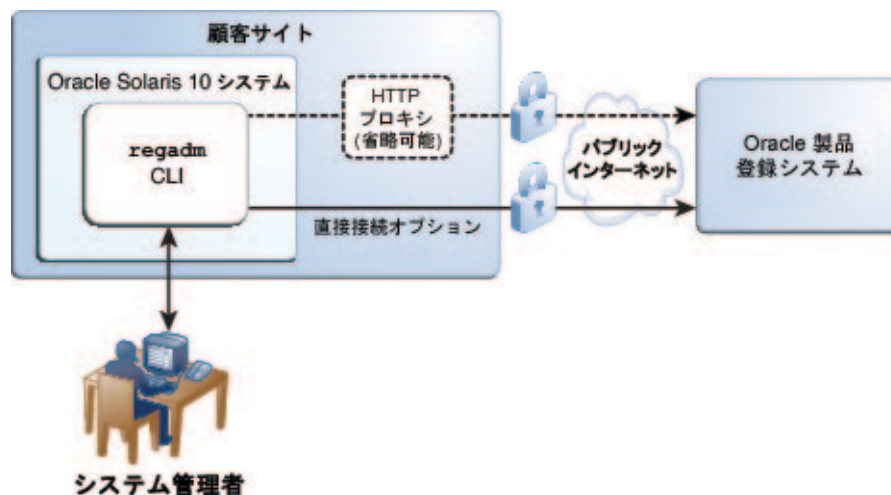 顧客サイト
Oracle Solaris 10 システム
regadm
CLI
HTTP
プロキシ
(省略可能)
直接接続オプション
パブリック
インターネット
Oracle 製品
登録システム
システム管理者